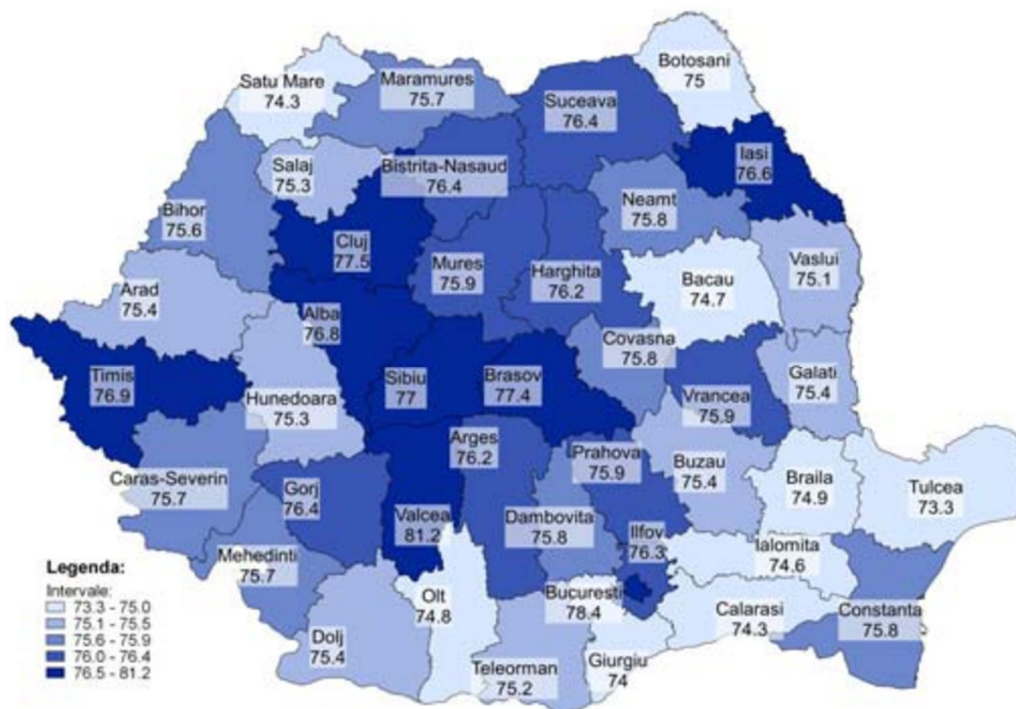 Botosani
75
Satu Mare
74.3
Maramures
75.7
Suceava
76.4
Iasi
76.6
Salaj
75.3
Bistrita-Nasaud
76.4
Neamt
75.8
Bihor
75.6
Cluj
77.5
Mures
75.9
Harghita
76.2
Bacau
74.7
Vaslui
75.1
Arad
75.4
Alba
76.8
Covasna
75.8
Timis
76.9
Hunedoara
75.3
Sibiu
77
Brasov
77.4
Vrancea
75.9
Galati
75.4
Arges
76.2
Prahova
75.9
Buzau
75.4
Braila
74.9
Tulcea
73.3
Caras-Severin
75.7
Gorj
76.4
Valcea
81.2
Dambovita
75.8
Ilfov
76.3
Ialomita
74.6
Mehedinti
75.7
Olt
74.8
Bucuresti
78.4
Calarasi
74.3
Constanta
75.8
Dolj
75.4
Teleorman
75.2
Giurgiu
74
Legenda:
Intervale:
73.3 - 75.0
75.1 - 75.5
75.6 - 75.9
76.0 - 76.4
76.5 - 81.2